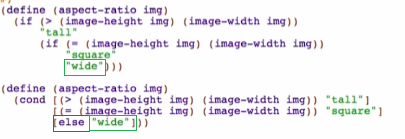 (define (aspect-ratio img)
(if (> (image-height img) (image-width img))
"tall"
(if (= (image-height img) (image-width img))
"square"
"wide")))
(define (aspect-ratio img)
(cond [(> (image-height img) (image-width img)) "tall"]
[(= (image-height img) (image-width img)) "square"]
[else "wide"]))